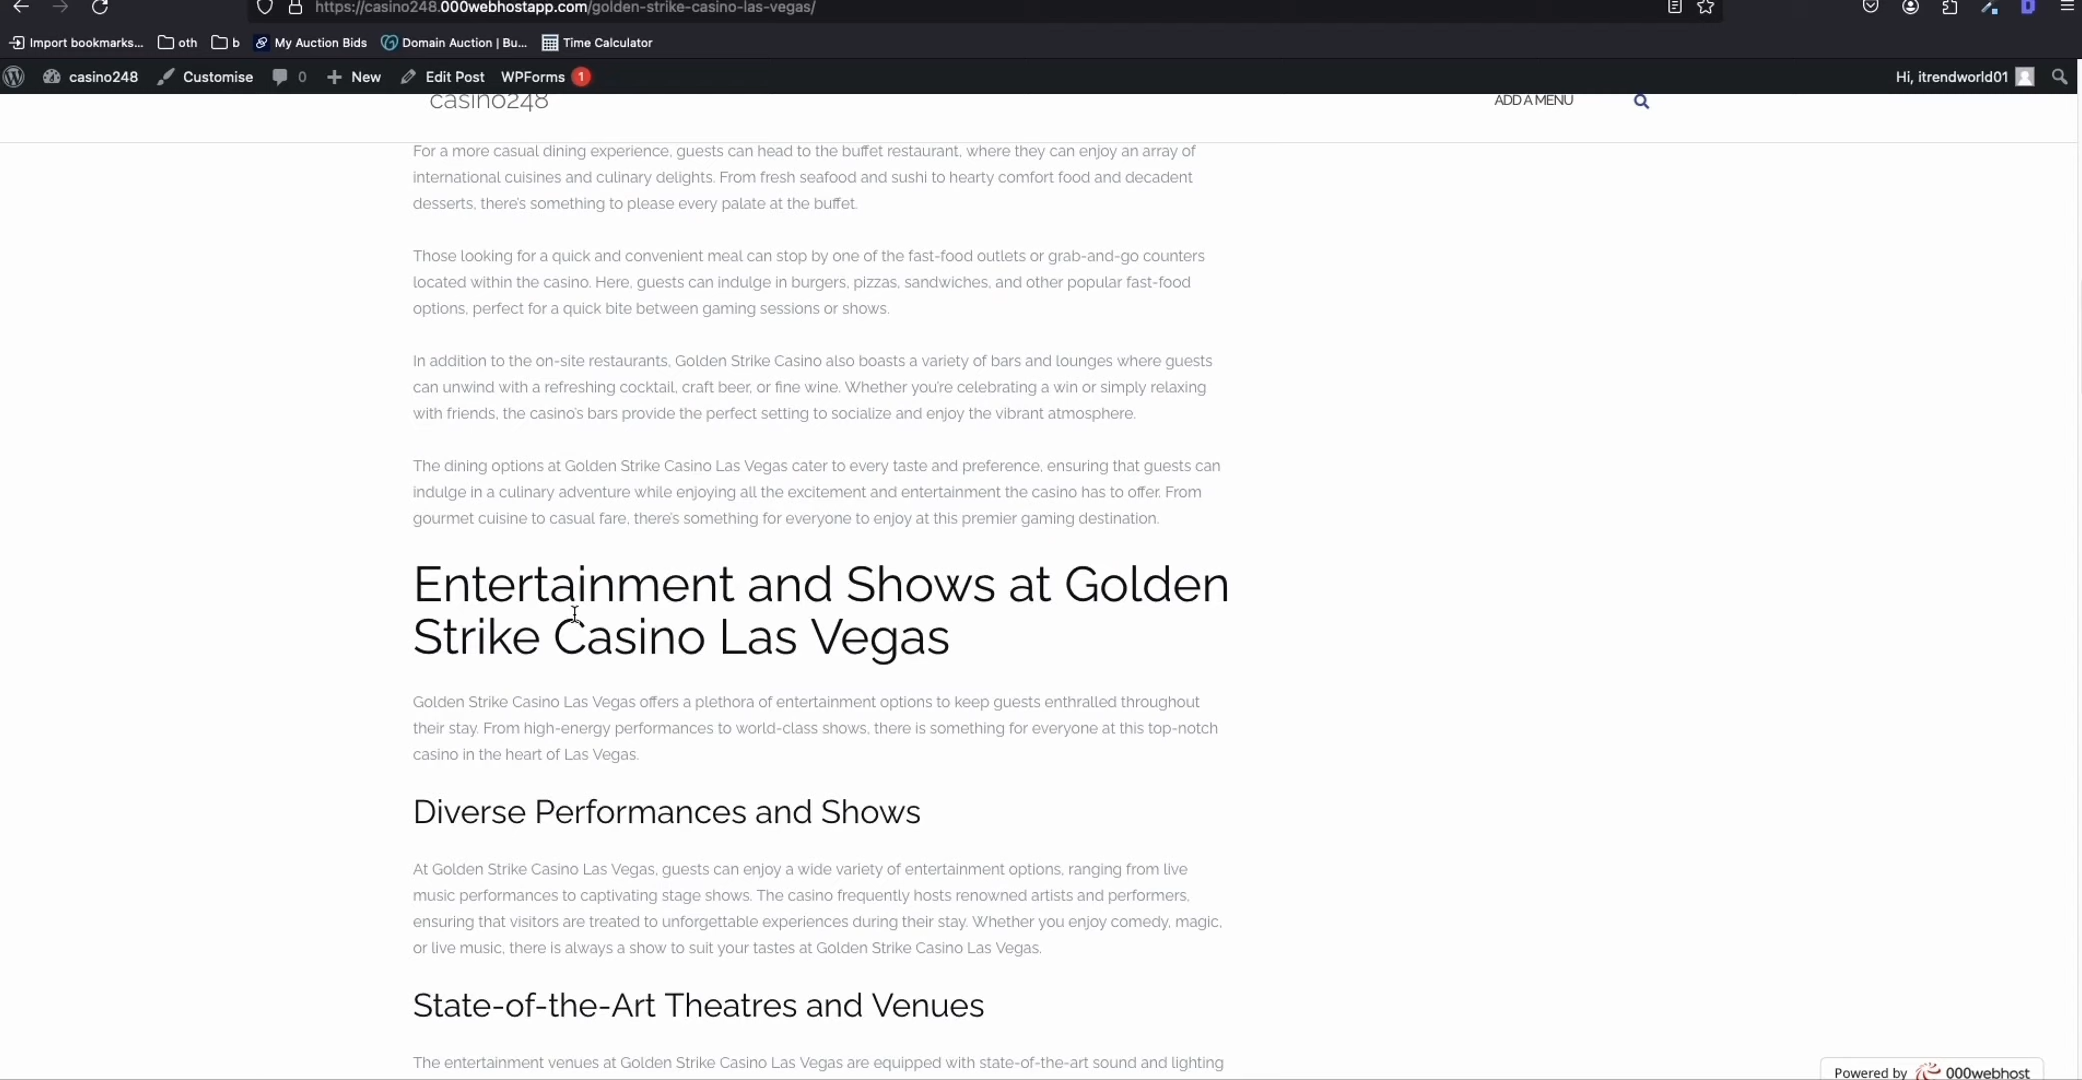 https://casino248.000webhostapp.com/golden-strike-casino-las-vegas/
Import bookmarks... oth b My Auction Bids Domain Auction | Bu... Time Calculator
casino248 Customise 0 New Edit Post WPForms 1 Hi, itrendworld01
casino248 ADD A MENU
For a more casual dining experience, guests can head to the buffet restaurant, where they can enjoy an array of
international cuisines and culinary delights. From fresh seafood and sushi to hearty comfort food and decadent
desserts, there's something to please every palate at the buffet.
Those looking for a quick and convenient meal can stop by one of the fast-food outlets or grab-and-go counters
located within the casino. Here, guests can indulge in burgers, pizzas, sandwiches, and other popular fast-food
options, perfect for a quick bite between gaming sessions or shows.
In addition to the on-site restaurants, Golden Strike Casino also boasts a variety of bars and lounges where guests
can unwind with a refreshing cocktail, craft beer, or fine wine. Whether you're celebrating a win or simply relaxing
with friends, the casino's bars provide the perfect setting to socialize and enjoy the vibrant atmosphere.
The dining options at Golden Strike Casino Las Vegas cater to every taste and preference, ensuring that guests can
indulge in a culinary adventure while enjoying all the excitement and entertainment the casino has to offer. From
gourmet cuisine to casual fare, there's something for everyone to enjoy at this premier gaming destination.
Entertainment and Shows at Golden
Strike Casino Las Vegas
Golden Strike Casino Las Vegas offers a plethora of entertainment options to keep guests enthralled throughout
their stay. From high-energy performances to world-class shows, there is something for everyone at this top-notch
casino in the heart of Las Vegas.
Diverse Performances and Shows
At Golden Strike Casino Las Vegas, guests can enjoy a wide variety of entertainment options, ranging from live
music performances to captivating stage shows. The casino frequently hosts renowned artists and performers,
ensuring that visitors are treated to unforgettable experiences during their stay. Whether you enjoy comedy, magic,
or live music, there is always a show to suit your tastes at Golden Strike Casino Las Vegas.
State-of-the-Art Theatres and Venues
The entertainment venues at Golden Strike Casino Las Vegas are equipped with state-of-the-art sound and lighting
Powered by 000webhost